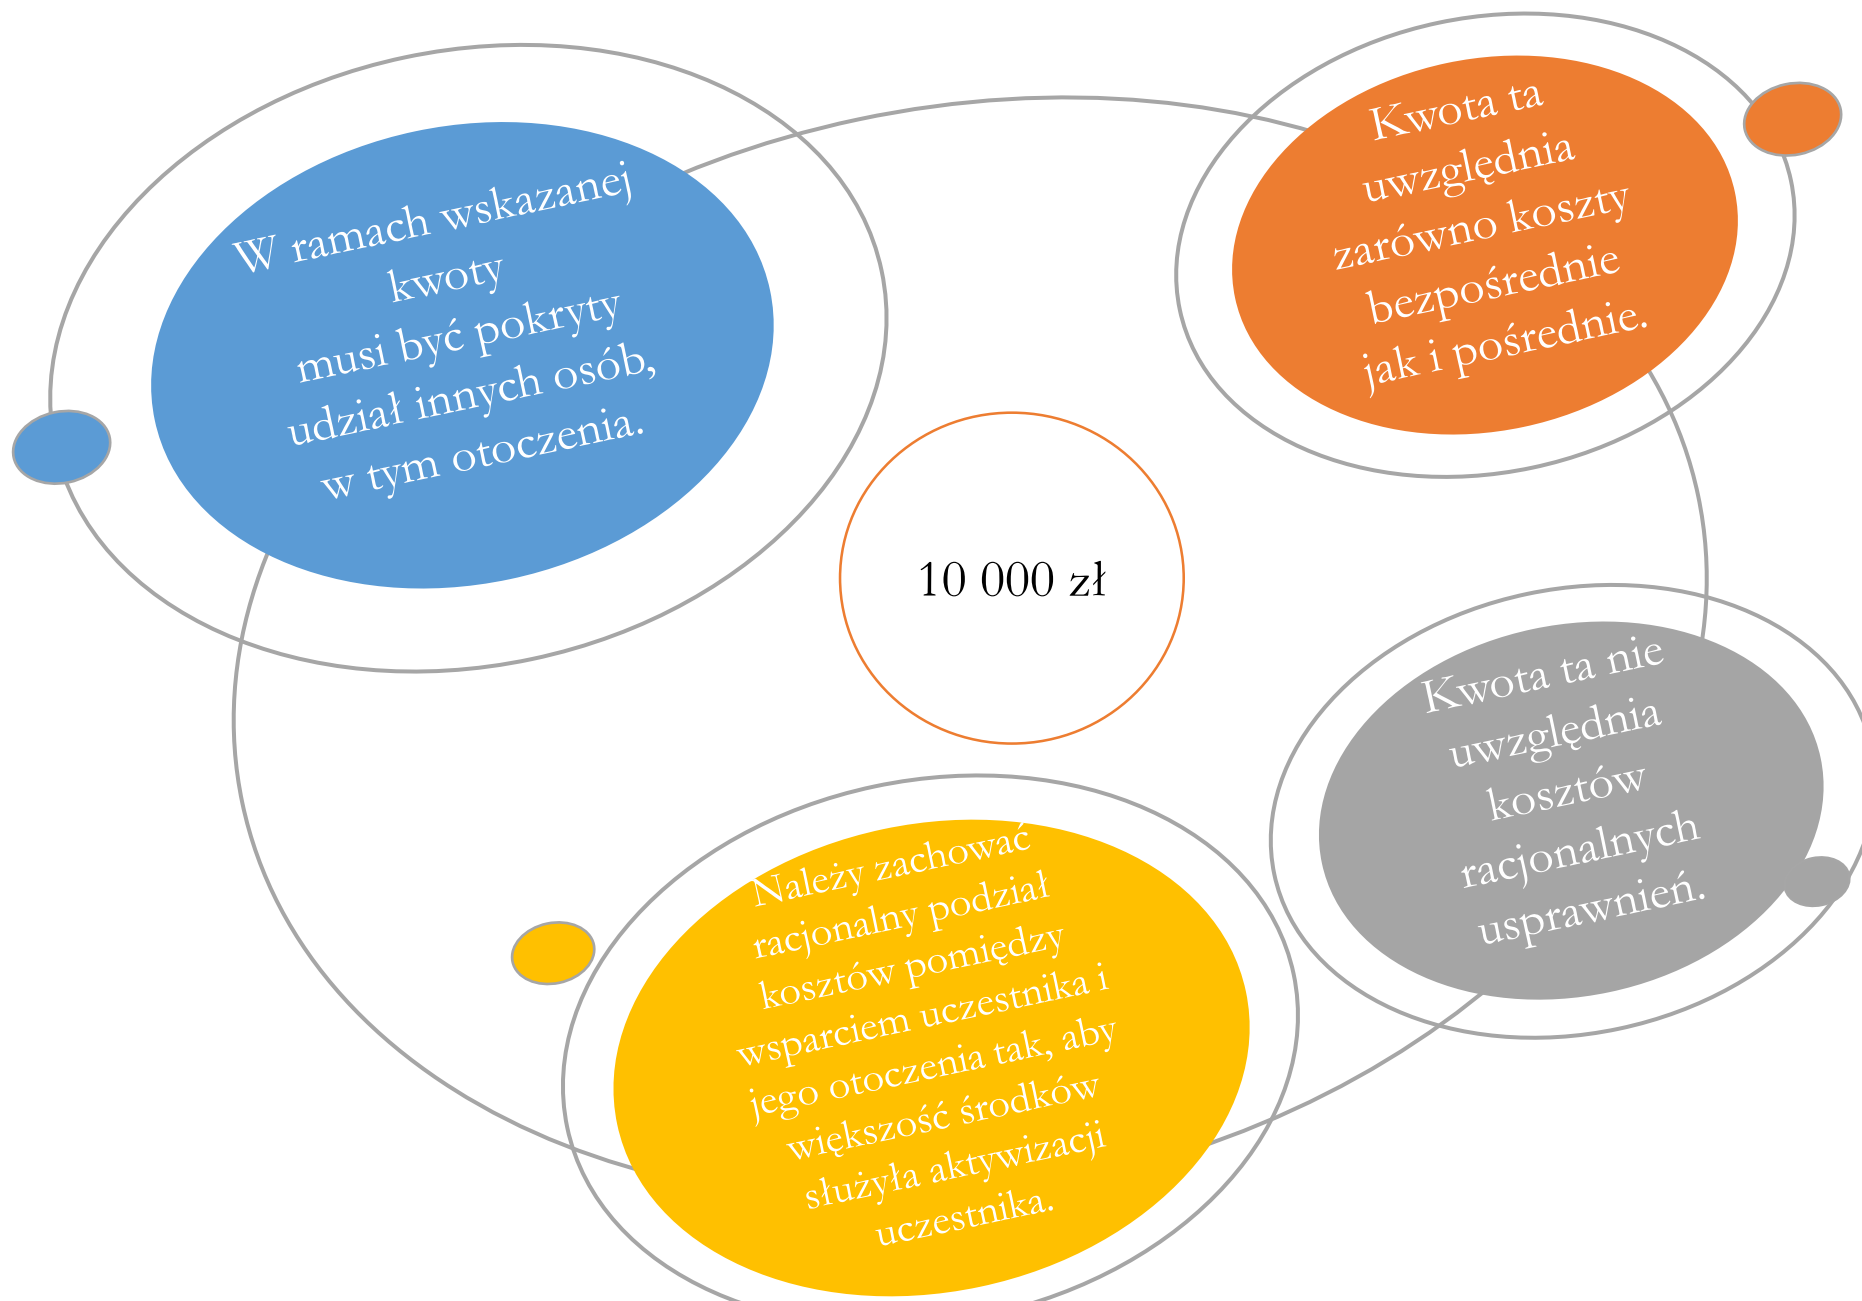 W ramach wskazanej
kwoty
musi być pokryty
udział innych osób,
w tym otoczenia.
Kwota ta
uwzględnia
zarówno koszty
bezpośrednie
jak i pośrednie.
10 000 zł
Kwota ta nie
uwzględnia
kosztów
racjonalnych
usprawnień.
Należy zachować
racjonalny podział
kosztów pomiędzy
wsparciem uczestnika i
jego otoczenia tak, aby
większość środków
służyła aktywizacji
uczestnika.